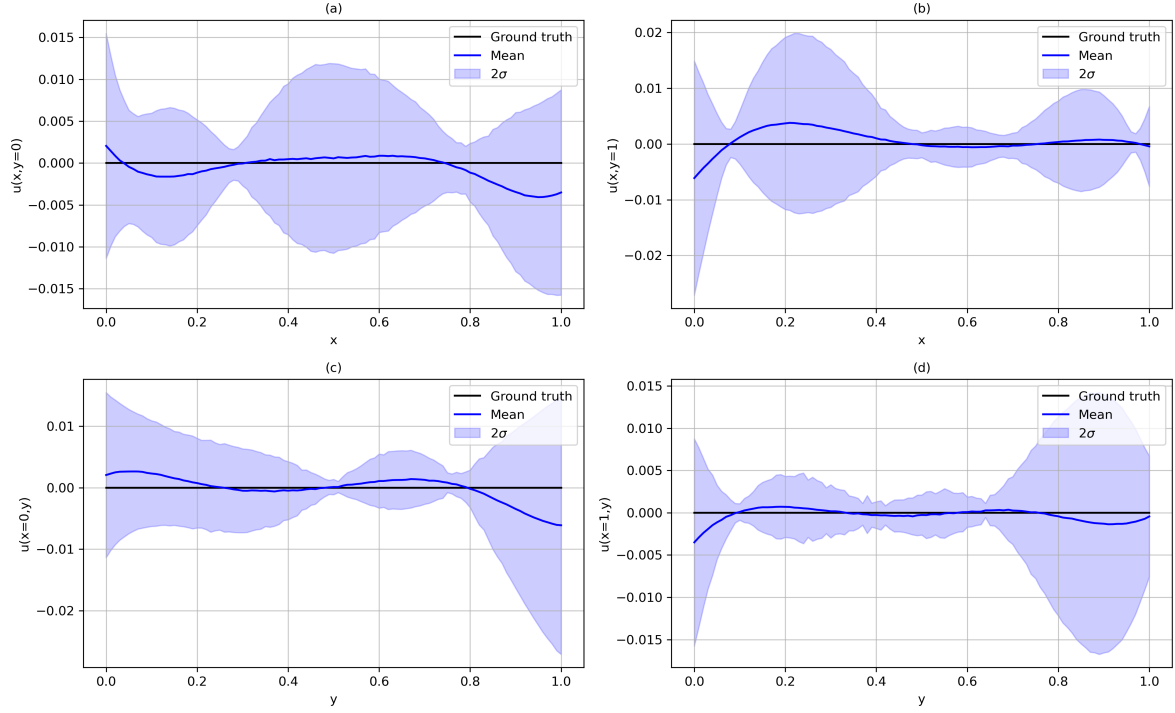 (a)
Ground truth
Mean
2σ
0.015
0.010
0.005
0.000
−0.005
−0.010
−0.015
u(x,y=0)
0.0 0.2 0.4 0.6 0.8 1.0
x
(b)
Ground truth
Mean
2σ
0.02
0.01
0.00
−0.01
−0.02
u(x,y=1)
0.0 0.2 0.4 0.6 0.8 1.0
x
(c)
Ground truth
Mean
2σ
0.01
0.00
−0.01
−0.02
u(x=0,y)
0.0 0.2 0.4 0.6 0.8 1.0
y
(d)
Ground truth
Mean
2σ
0.015
0.010
0.005
0.000
−0.005
−0.010
−0.015
u(x=1,y)
0.0 0.2 0.4 0.6 0.8 1.0
y